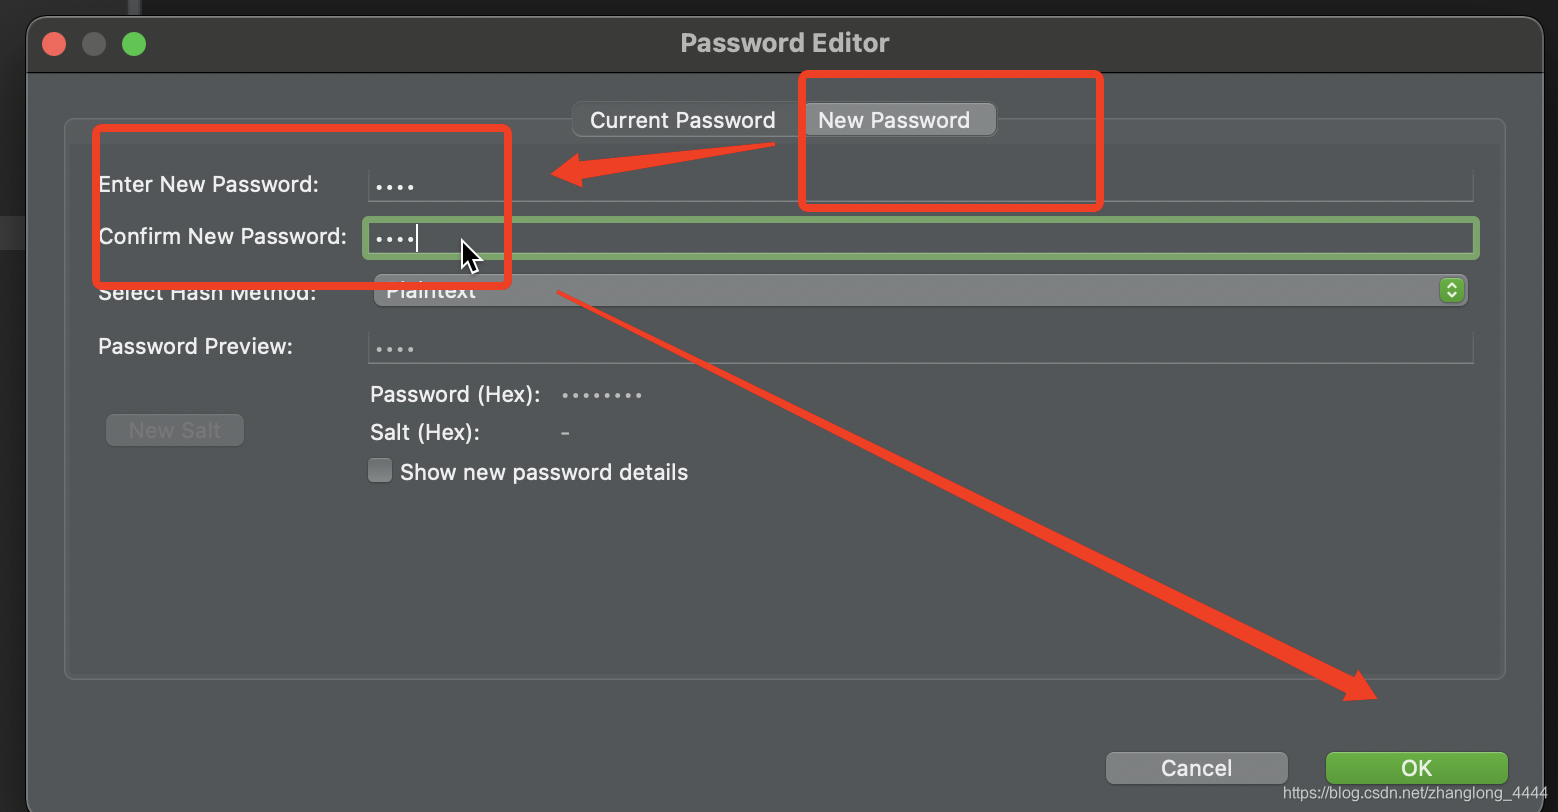 Password Editor
Current Password
New Password
Enter New Password: ••••
Confirm New Password: ••••
Select Hash Method: Plaintext
Password Preview: ••••
Password (Hex): ••••••••
New Salt
Salt (Hex): -
Show new password details
Cancel
OK
https://blog.csdn.net/zhanglong_4444